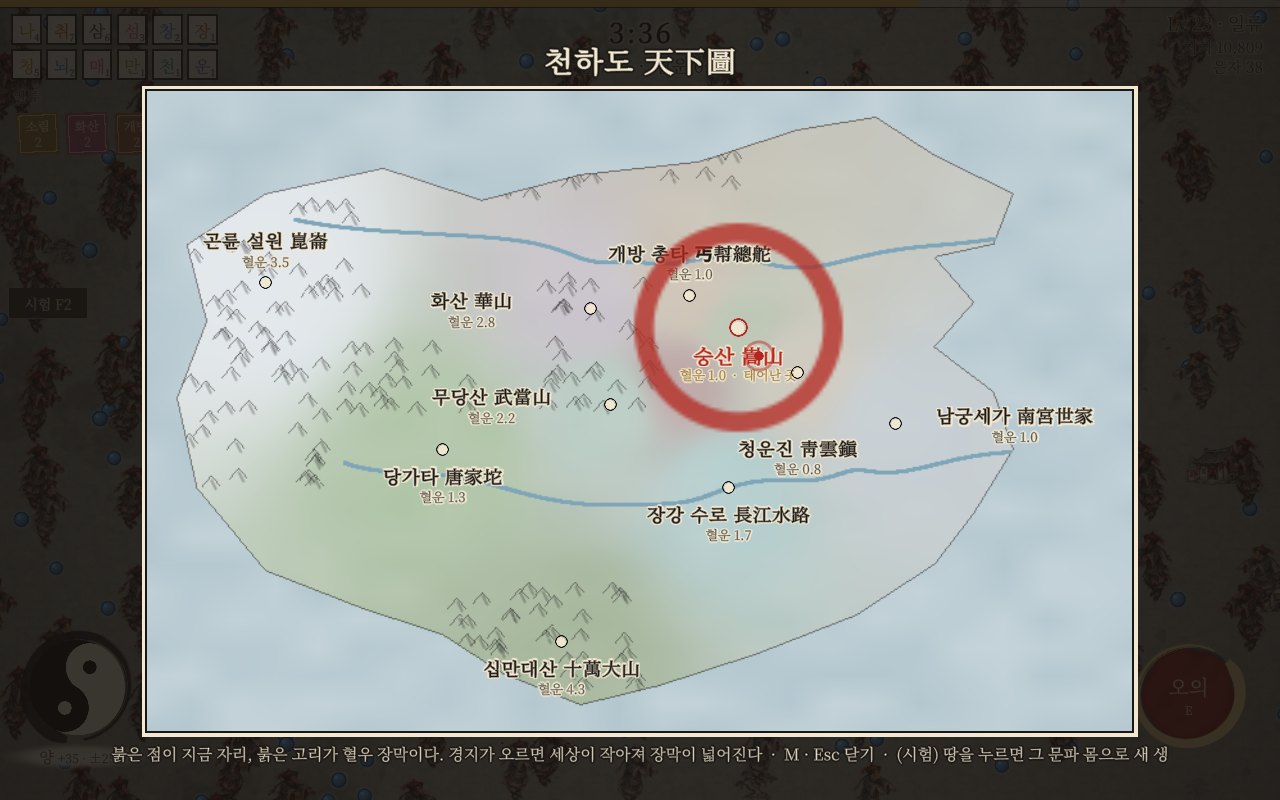 3:36
천하도 天下圖
소림
2
화산
2
곤륜 설원 崑崙
혈운 3.5
개방 총타 丐幫總舵
혈운 1.0
화산 華山
혈운 2.8
숭산 嵩山
혈운 1.0 · 태어난 곳
시험 F2
무당산 武當山
혈운 2.2
남궁세가 南宮世家
혈운 1.0
청운진 靑雲鎭
혈운 0.8
당가타 唐家坨
혈운 1.3
장강 수로 長江水路
혈운 1.7
십만대산 十萬大山
혈운 4.3
오의
E
붉은 점이 지금 자리, 붉은 고리가 혈우 장막이다. 경지가 오르면 세상이 작아져 장막이 넓어진다 · M · Esc 닫기 · (시험) 땅을 누르면 그 문파 몸으로 새 생